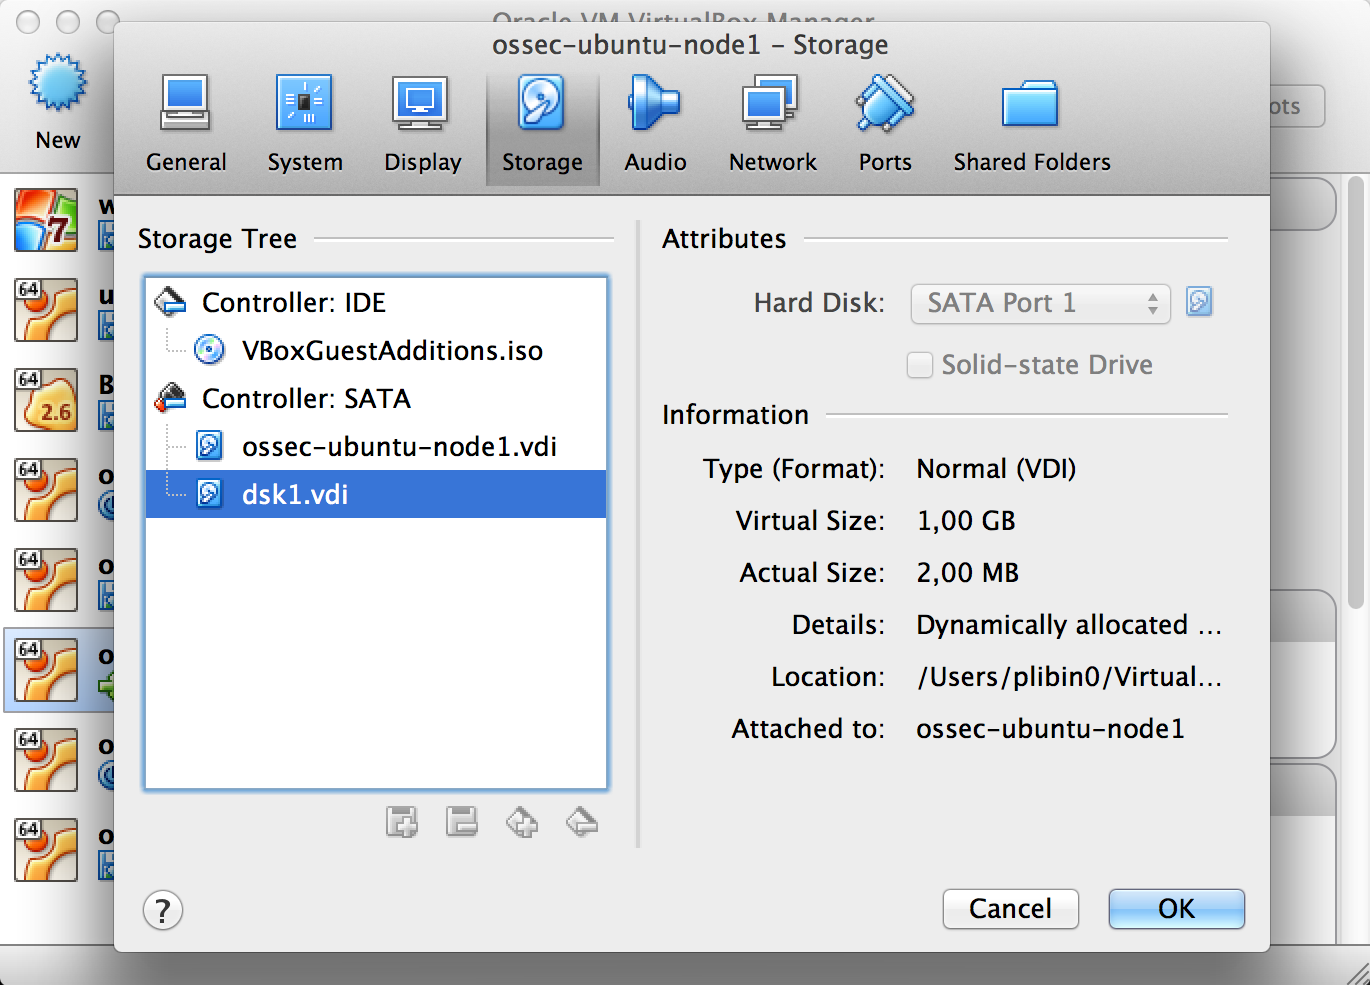 Oracle VM VirtualBox Manager
ossec-ubuntu-node1 – Storage
New
ots
General
System
Display
Storage
Audio
Network
Ports
Shared Folders
7
64
64
2.6
64
64
64
64
64
Storage Tree
Controller: IDE
VBoxGuestAdditions.iso
Controller: SATA
ossec-ubuntu-node1.vdi
dsk1.vdi
Attributes
Hard Disk: SATA Port 1
Solid-state Drive
Information
Type (Format): Normal (VDI)
Virtual Size: 1,00 GB
Actual Size: 2,00 MB
Details: Dynamically allocated ...
Location: /Users/plibin0/Virtual...
Attached to: ossec-ubuntu-node1
?
Cancel
OK